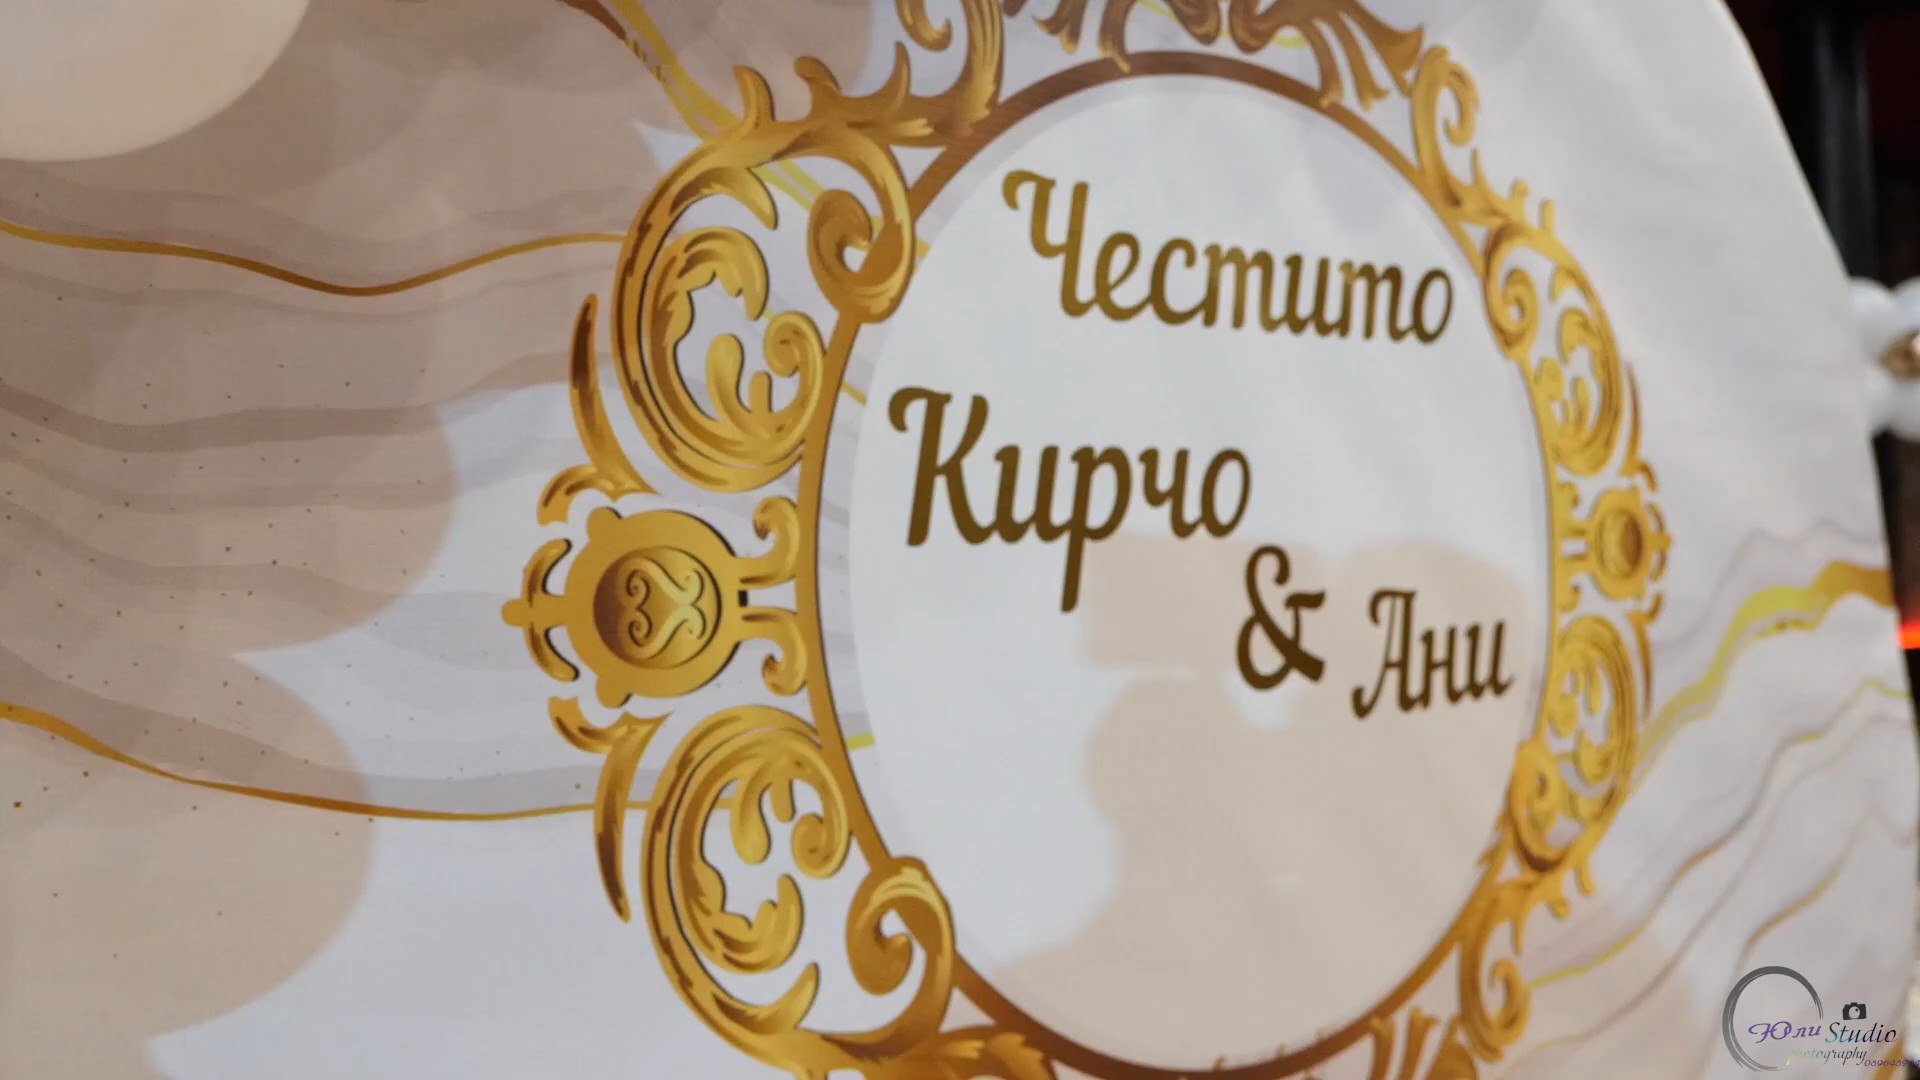 Честито
Кирчо
& Ани
Юли Studio
photography